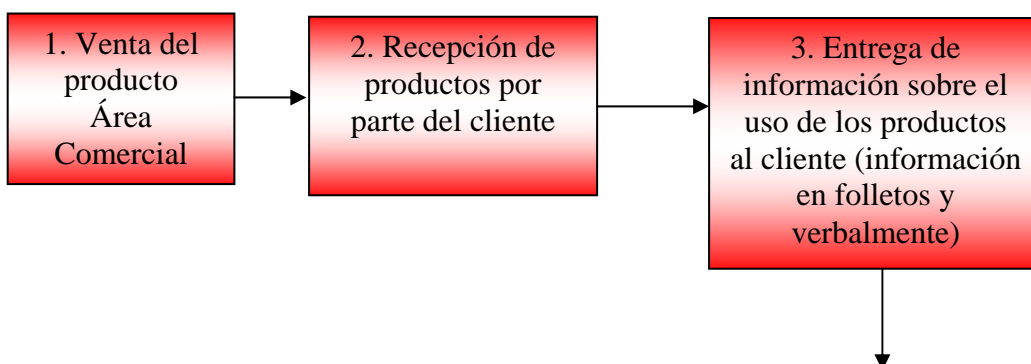 1. Venta del
producto
Área
Comercial
2. Recepción de
productos por
parte del cliente
3. Entrega de
información sobre el
uso de los productos
al cliente (información
en folletos y
verbalmente)